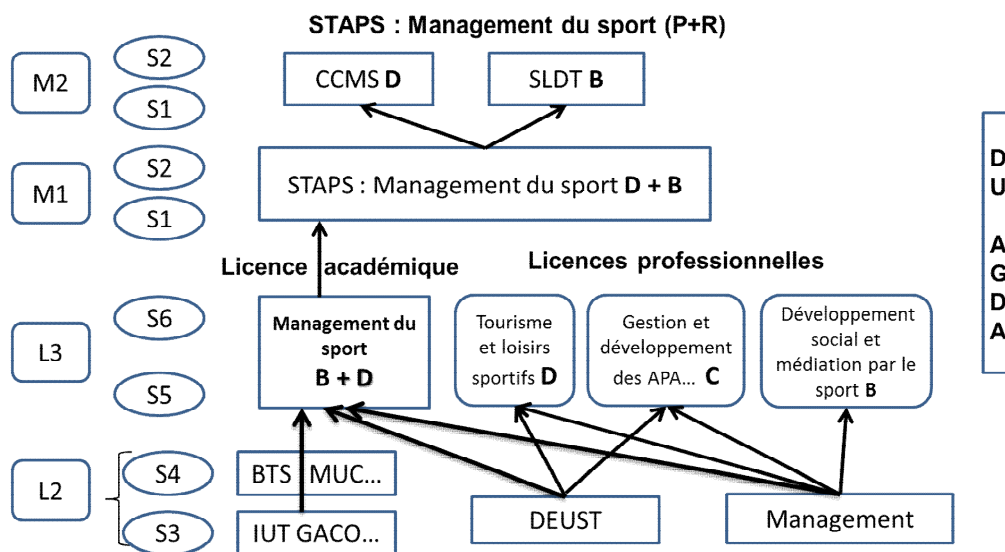 STAPS : Management du sport (P+R)
M2
S2
S1
CCMS D
SLDT B
M1
S2
S1
STAPS : Management du sport D + B
D
U
A
G
D
A
Licence académique
Licences professionnelles
L3
S6
S5
Management du
sport
B + D
Tourisme
et loisirs
sportifs D
Gestion et
développement
des APA... C
Développement
social et
médiation par le
sport B
L2
S4
S3
BTS MUC...
IUT GACO...
DEUST
Management